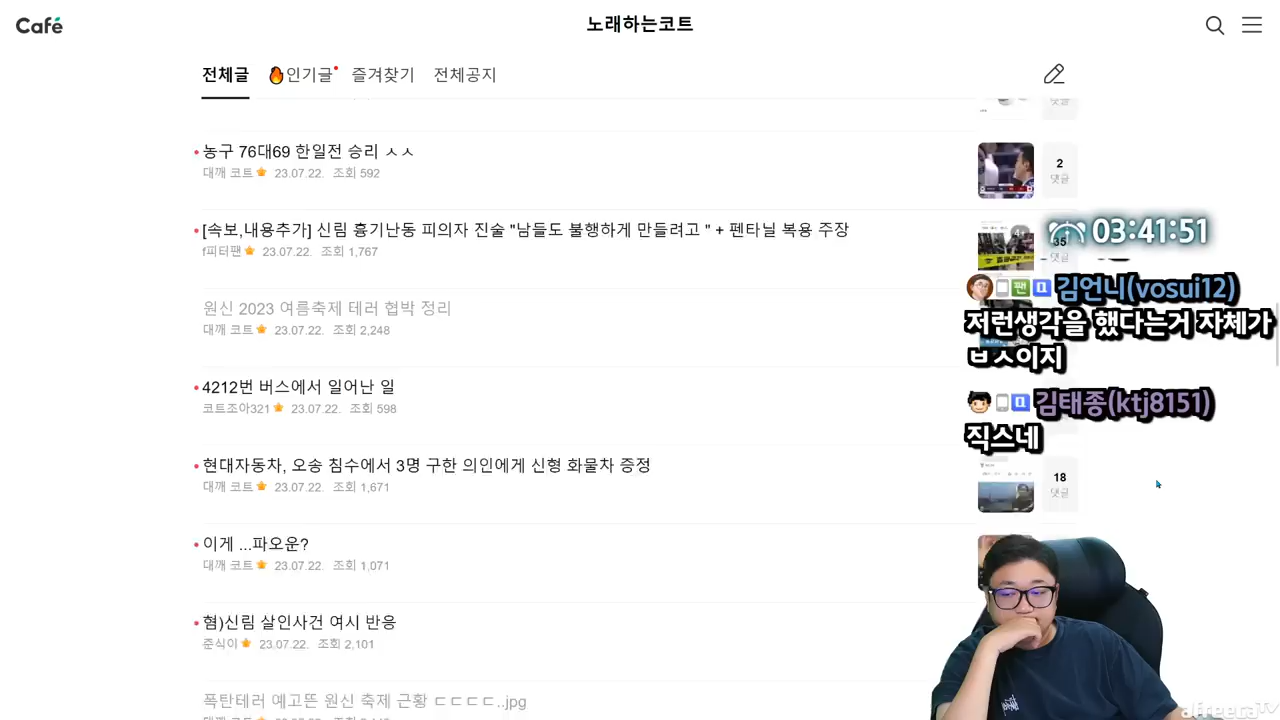 Café
노래하는코트
전체글 인기글 즐겨찾기 전체공지
댓글
농구 76대69 한일전 승리 ㅅㅅ
대깨 코트 23.07.22. 조회 592
2
댓글
[속보,내용추가] 신림 흉기난동 피의자 진술 "남들도 불행하게 만들려고 " + 펜타닐 복용 주장
f피터팬 23.07.22. 조회 1,767
35
댓글
03:41:51
원신 2023 여름축제 테러 협박 정리
대깨 코트 23.07.22. 조회 2,248
김언니(vosui12)
저런생각을 했다는거 자체가
ㅂㅅ이지
4212번 버스에서 일어난 일
코트조아321 23.07.22. 조회 598
김태종(ktj8151)
직스네
현대자동차, 오송 침수에서 3명 구한 의인에게 신형 화물차 증정
대깨 코트 23.07.22. 조회 1,671
18
댓글
이게 ...파오운?
대깨 코트 23.07.22. 조회 1,071
혐)신림 살인사건 여시 반응
준식이 23.07.22. 조회 2,101
폭탄테러 예고뜬 원신 축제 근황 ㄷㄷㄷㄷ..jpg
afreecaTV